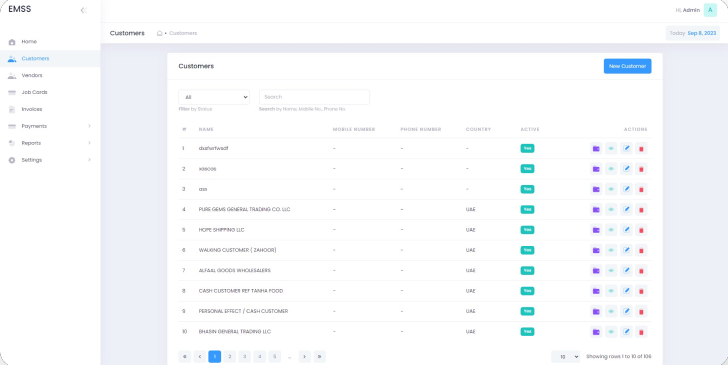 EMSS
Hi, Admin A
Customers Customers
Today Sep 8, 2023
Home
Customers
Vendors
Job Cards
Invoices
Payments
Reports
Settings
Customers
New Customer
All Search
Filter by Status Search by Name, Mobile No., Phone No.
# NAME MOBILE NUMBER PHONE NUMBER COUNTRY ACTIVE ACTIONS
1 - - - Yes
2 xascas - - - Yes
3 - - - Yes
4 PURE GEMS GENERAL TRADING CO. LLC - - UAE Yes
5 HOPE SHIPPING LLC - - UAE Yes
6 WALKING CUSTOMER ( ZAHOOR) - - UAE Yes
7 ALFAAL GOODS WHOLESALERS - - UAE Yes
8 CASH CUSTOMER REF TANHA FOOD - - UAE Yes
9 PERSONAL EFFECT / CASH CUSTOMER - - UAE Yes
10 BHASIN GENERAL TRADING LLC - - UAE Yes
« ‹ 1 2 3 4 5 ... › » 10 Showing rows 1 to 10 of 106